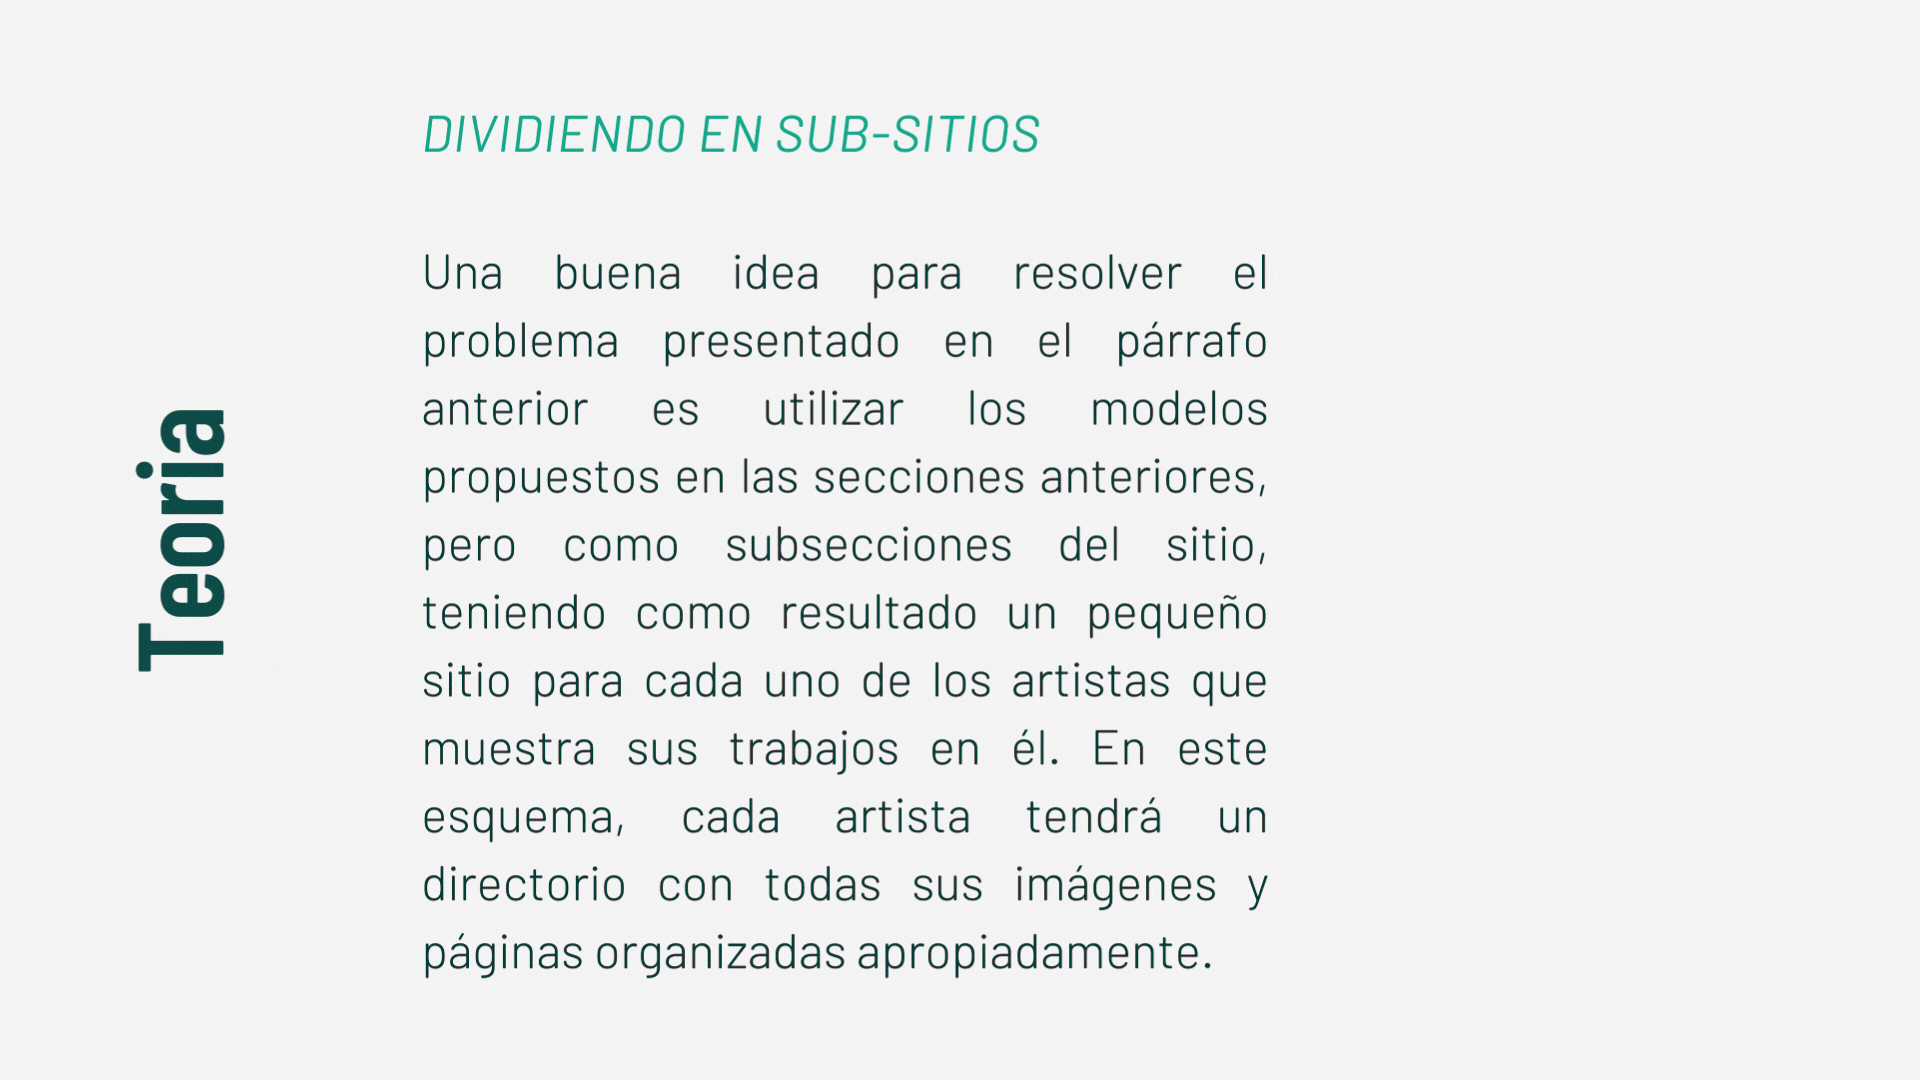 Teoria
DIVIDIENDO EN SUB-SITIOS
Una buena idea para resolver el
problema presentado en el párrafo
anterior es utilizar los modelos
propuestos en las secciones anteriores,
pero como subsecciones del sitio,
teniendo como resultado un pequeño
sitio para cada uno de los artistas que
muestra sus trabajos en él. En este
esquema, cada artista tendrá un
directorio con todas sus imágenes y
páginas organizadas apropiadamente.